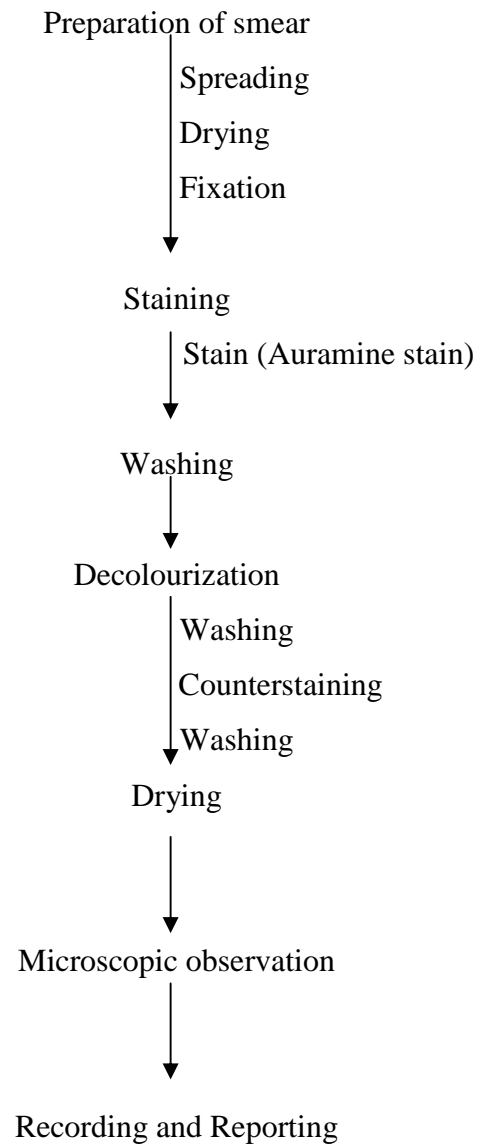 Preparation of smear
Spreading
Drying
Fixation
Staining
Stain (Auramine stain)
Washing
Decolourization
Washing
Counterstaining
Washing
Drying
Microscopic observation
Recording and Reporting